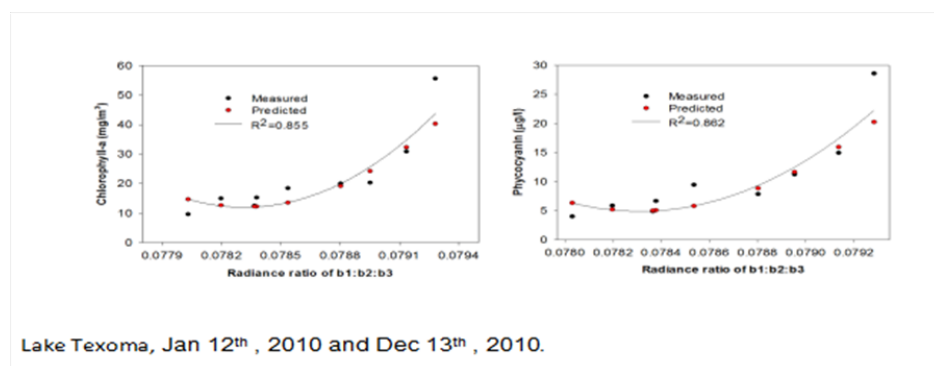 60
50
40
30
20
10
0
Chlorophyll-a (mg/m³)
Measured
Predicted
R²=0.855
0.0779 0.0782 0.0785 0.0788 0.0791 0.0794
Radiance ratio of b1:b2:b3
30
25
20
15
10
5
0
Phycocyanin (µg/l)
Measured
Predicted
R²=0.862
0.0780 0.0782 0.0784 0.0786 0.0788 0.0790 0.0792
Radiance ratio of b1:b2:b3
Lake Texoma, Jan 12th , 2010 and Dec 13th , 2010.